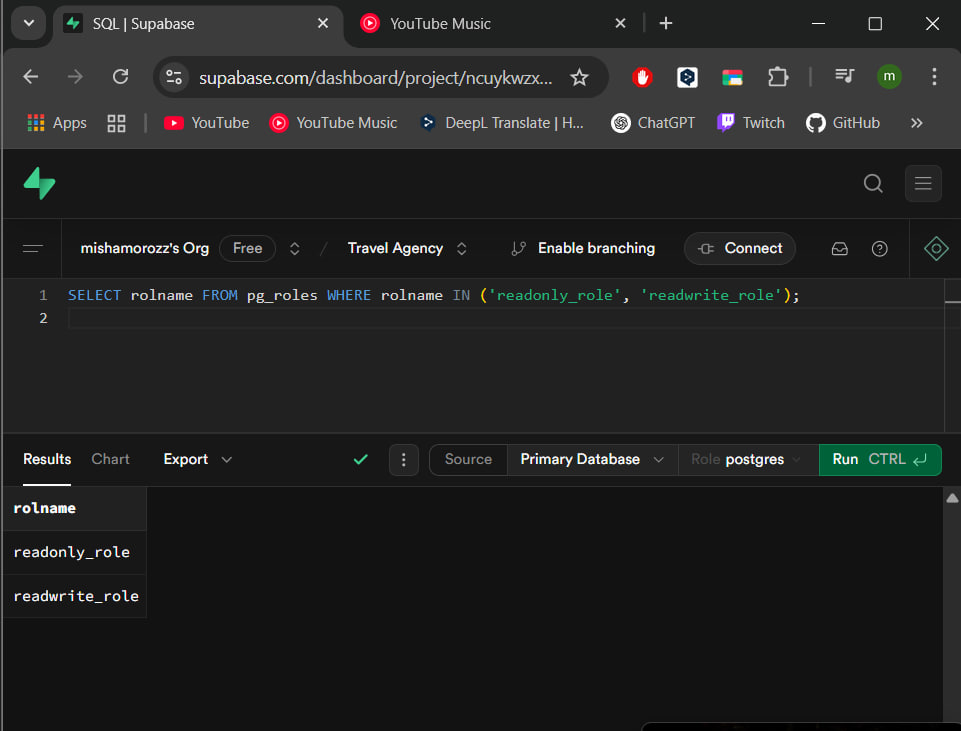 SQL | Supabase
YouTube Music
supabase.com/dashboard/project/ncuykwzx...
m
Apps
YouTube
YouTube Music
DeepL Translate | H...
ChatGPT
Twitch
GitHub
mishamorozz's Org
Free
/
Travel Agency
Enable branching
Connect
1 SELECT rolname FROM pg_roles WHERE rolname IN ('readonly_role', 'readwrite_role');
2
Results
Chart
Export
Source
Primary Database
Role postgres
Run CTRL
rolname
readonly_role
readwrite_role